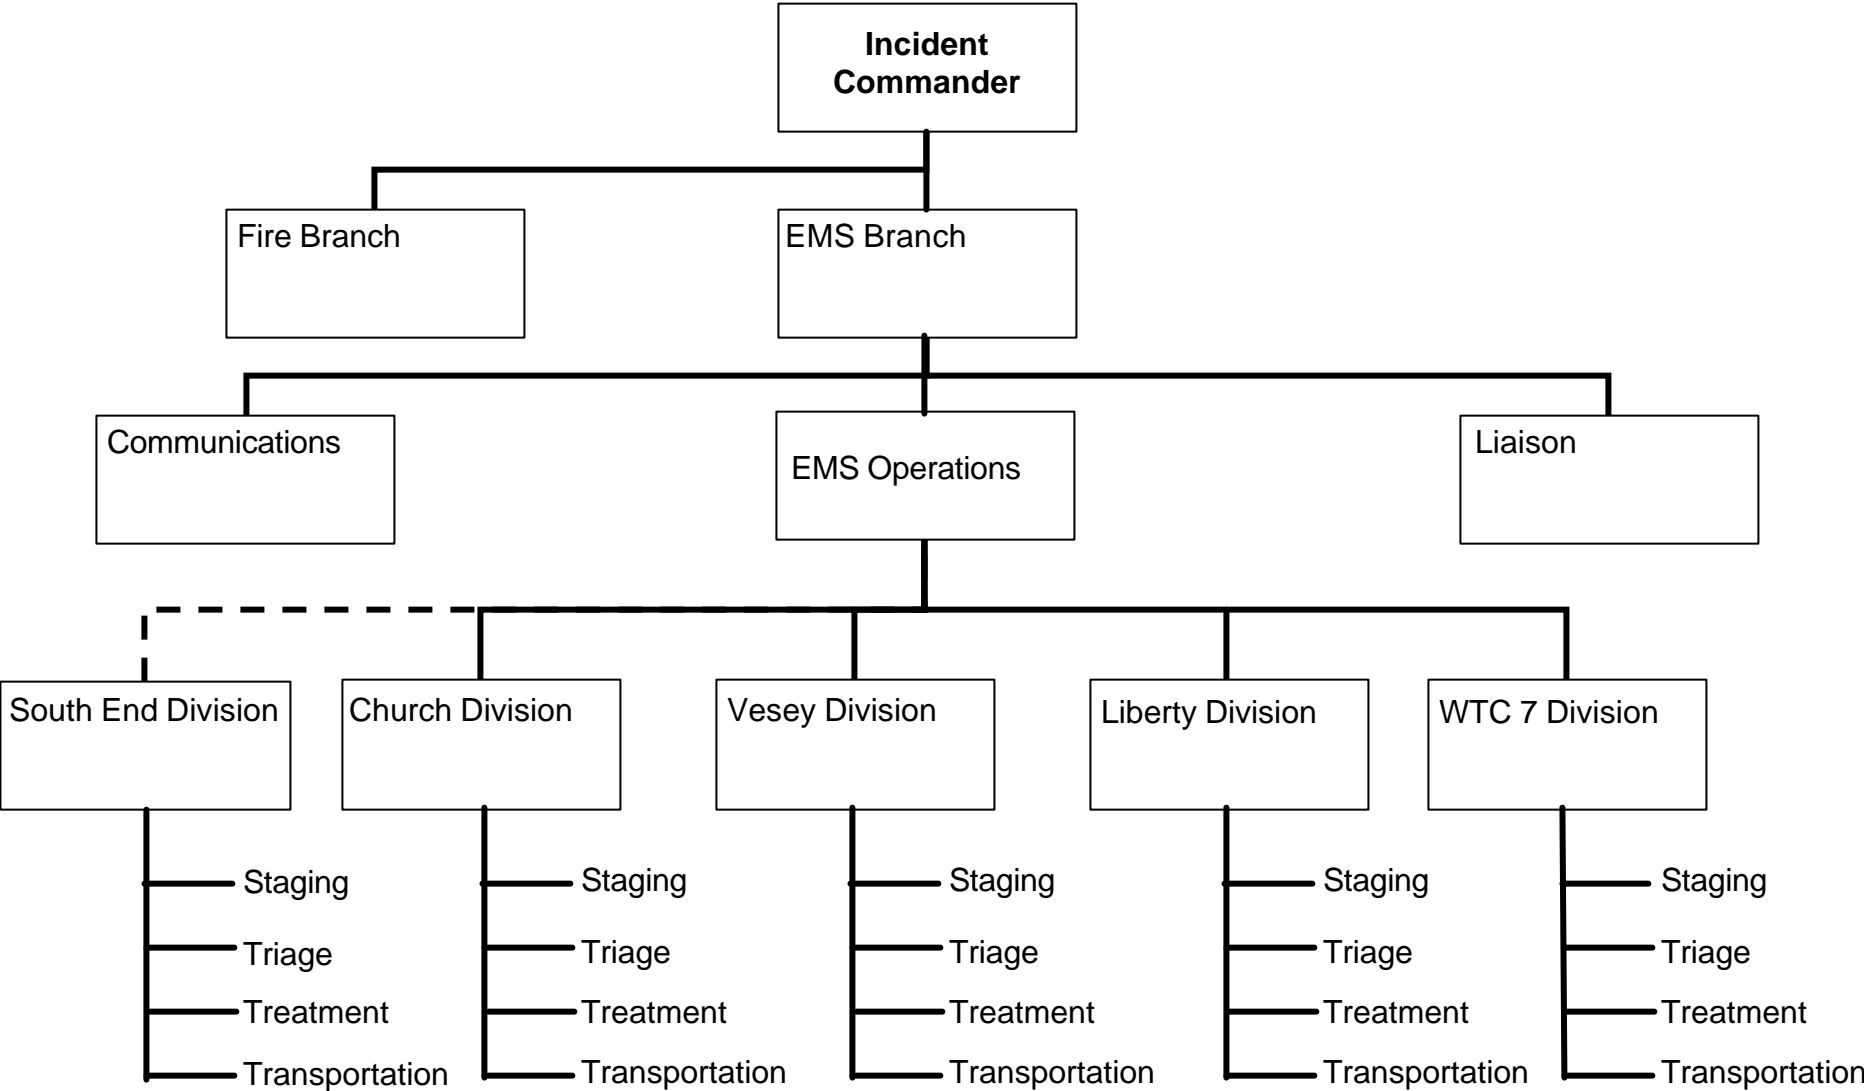 Incident
Commander
Fire Branch
EMS Branch
Communications
EMS Operations
Liaison
South End Division
Church Division
Vesey Division
Liberty Division
WTC 7 Division
Staging
Triage
Treatment
Transportation
Staging
Triage
Treatment
Transportation
Staging
Triage
Treatment
Transportation
Staging
Triage
Treatment
Transportation
Staging
Triage
Treatment
Transportation